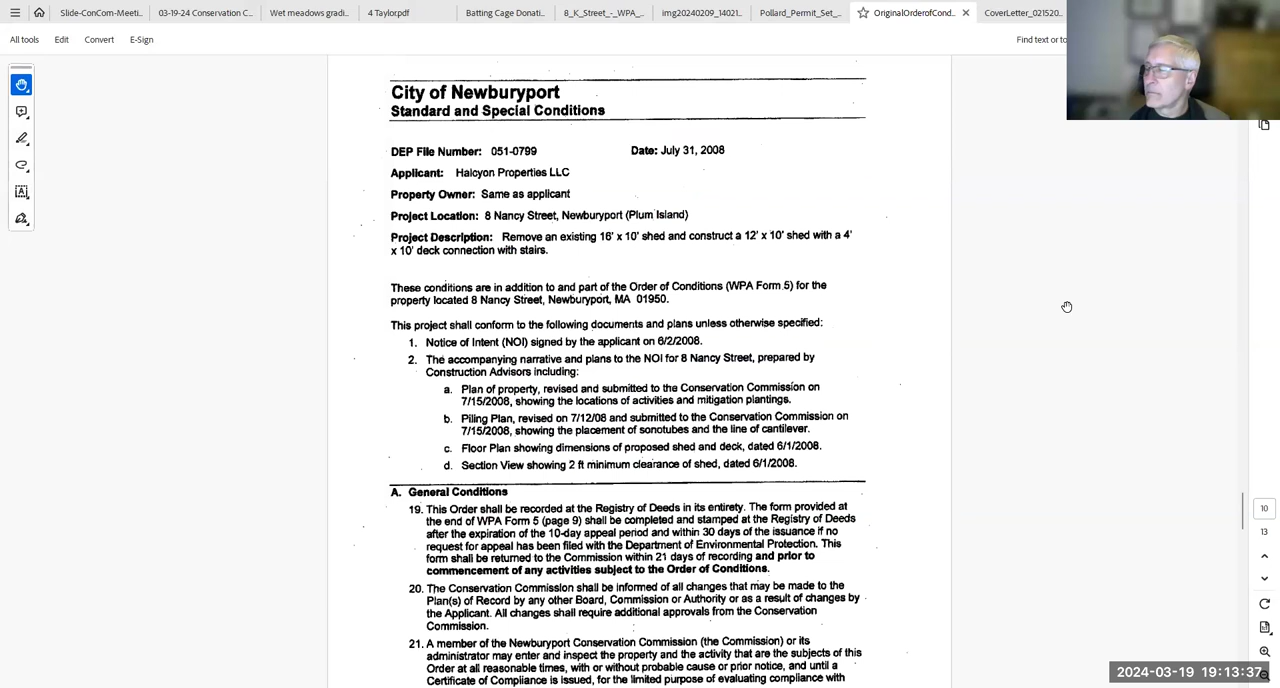 Slide-ConCom-Meeti...
03-19-24 Conservation C...
Wet meadows gradi...
4 Taylor.pdf
Batting Cage Donati...
8_K_Street_-_WPA_...
img20240209_14021...
Pollard_Permit_Set_...
OriginalOrderofCond...
CoverLetter_021520...
All tools
Edit
Convert
E-Sign
Find text or to
City of Newburyport
Standard and Special Conditions
DEP File Number: 051-0799
Date: July 31, 2008
Applicant: Halcyon Properties LLC
Property Owner: Same as applicant
Project Location: 8 Nancy Street, Newburyport (Plum Island)
Project Description: Remove an existing 16' x 10' shed and construct a 12' x 10' shed with a 4'
x 10' deck connection with stairs.
These conditions are in addition to and part of the Order of Conditions (WPA Form 5) for the
property located 8 Nancy Street, Newburyport, MA 01950.
This project shall conform to the following documents and plans unless otherwise specified:
1. Notice of Intent (NOI) signed by the applicant on 6/2/2008.
2. The accompanying narrative and plans to the NOI for 8 Nancy Street, prepared by
Construction Advisors including:
a. Plan of property, revised and submitted to the Conservation Commission on
7/15/2008, showing the locations of activities and mitigation plantings.
b. Piling Plan, revised on 7/12/08 and submitted to the Conservation Commission on
7/15/2008, showing the placement of sonotubes and the line of cantilever.
c. Floor Plan showing dimensions of proposed shed and deck, dated 6/1/2008.
d. Section View showing 2 ft minimum clearance of shed, dated 6/1/2008.
A. General Conditions
19. This Order shall be recorded at the Registry of Deeds in its entirety. The form provided at
the end of WPA Form 5 (page 9) shall be completed and stamped at the Registry of Deeds
after the expiration of the 10-day appeal period and within 30 days of the issuance if no
request for appeal has been filed with the Department of Environmental Protection. This
form shall be returned to the Commission within 21 days of recording and prior to
commencement of any activities subject to the Order of Conditions.
20. The Conservation Commission shall be informed of all changes that may be made to the
Plan(s) of Record by any other Board, Commission or Authority or as a result of changes by
the Applicant. All changes shall require additional approvals from the Conservation
Commission.
21. A member of the Newburyport Conservation Commission (the Commission) or its
administrator may enter and inspect the property and the activity that are the subjects of this
Order at all reasonable times, with or without probable cause or prior notice, and until a
Certificate of Compliance is issued, for the limited purpose of evaluating compliance with
10
13
2024-03-19 19:13:37